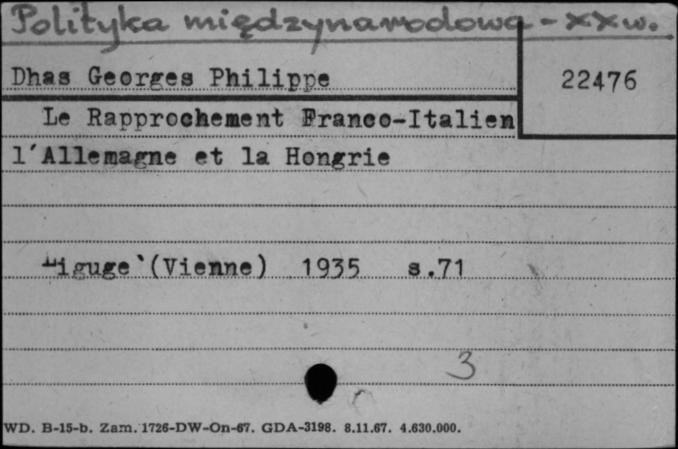 Polityka międzynarodowa - XX w.
Dhas Georges Philippe
22476
Le Rapprochement Franco-Italien
l'Allemagne et la Hongrie
Liguge`(Vienne) 1935 s.71
3
WD. B-15-b. Zam. 1726-DW-On-67. GDA-3198. 8.11.67. 4.630.000.